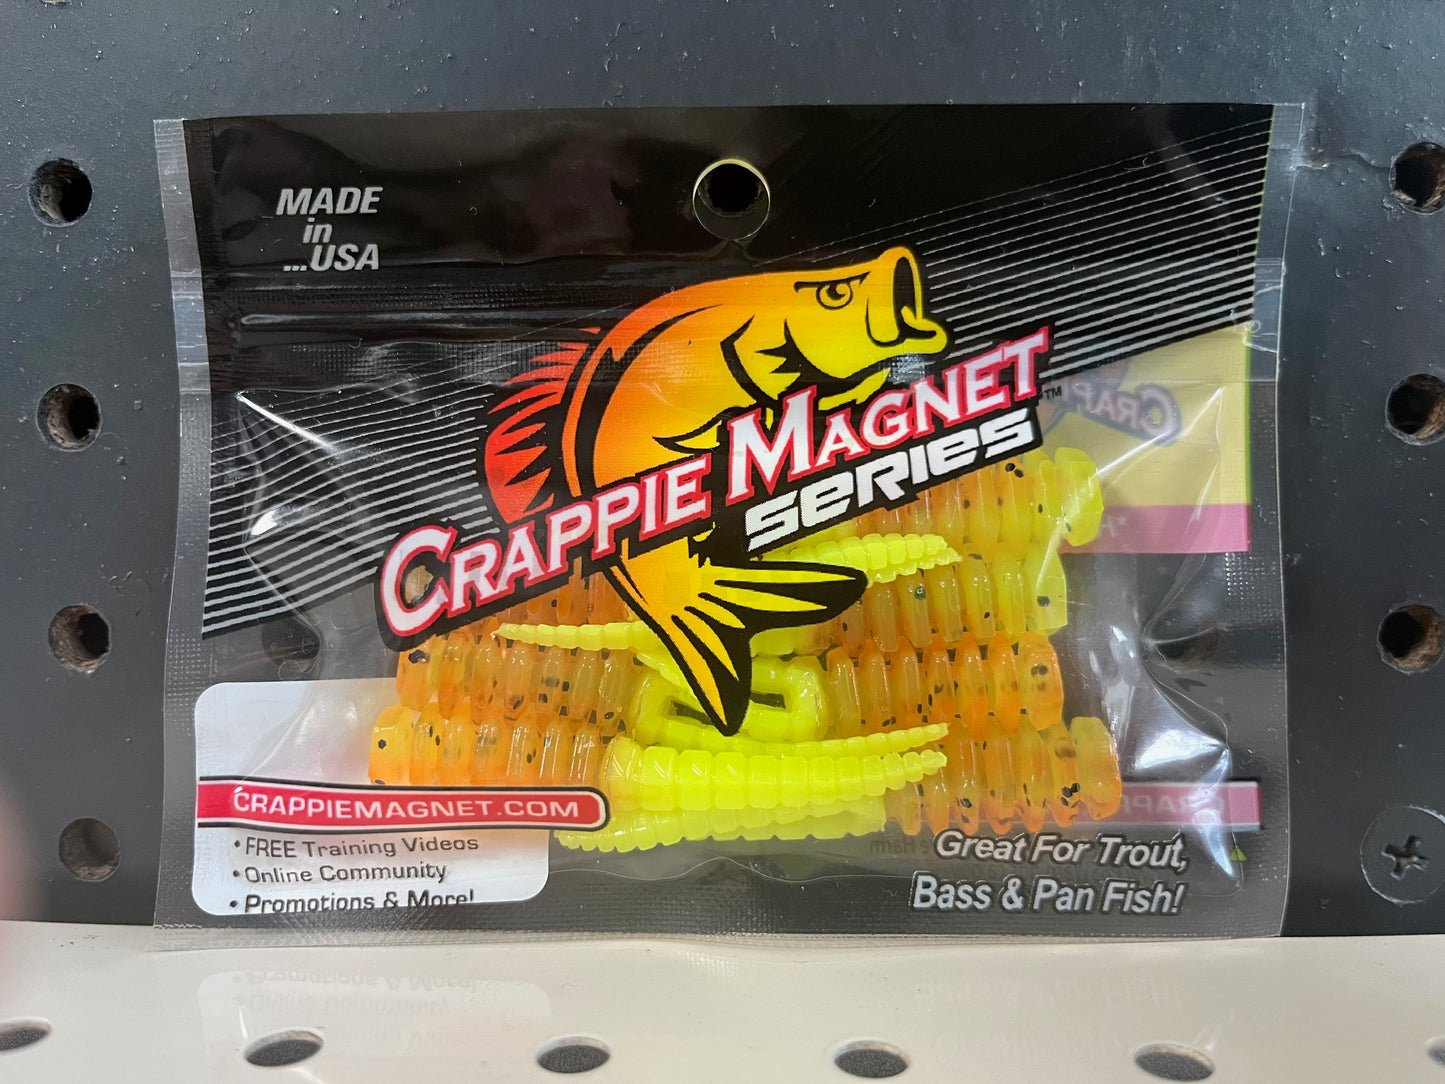 MADE
in
...USA
CRAPPIE MAGNET™
SERIES
CRAPPIEMAGNET.COM
• FREE Training Videos
• Online Community
• Promotions & More!
Great For Trout,
Bass & Pan Fish!